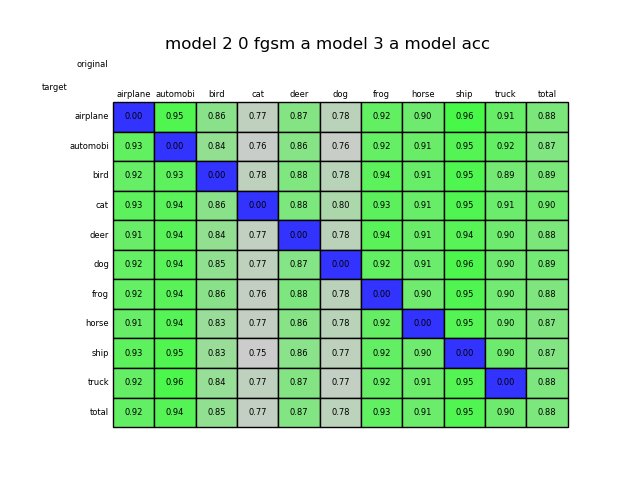 model 2 0 fgsm a model 3 a model acc
original
target
airplane automobi bird cat deer dog frog horse ship truck total
airplane 0.00 0.95 0.86 0.77 0.87 0.78 0.92 0.90 0.96 0.91 0.88
automobi 0.93 0.00 0.84 0.76 0.86 0.76 0.92 0.91 0.95 0.92 0.87
bird 0.92 0.93 0.00 0.78 0.88 0.78 0.94 0.91 0.95 0.89 0.89
cat 0.93 0.94 0.86 0.00 0.88 0.80 0.93 0.91 0.95 0.91 0.90
deer 0.91 0.94 0.84 0.77 0.00 0.78 0.94 0.91 0.94 0.90 0.88
dog 0.92 0.94 0.85 0.77 0.87 0.00 0.92 0.91 0.96 0.90 0.89
frog 0.92 0.94 0.86 0.76 0.88 0.78 0.00 0.90 0.95 0.90 0.88
horse 0.91 0.94 0.83 0.77 0.86 0.78 0.92 0.00 0.95 0.90 0.87
ship 0.93 0.95 0.83 0.75 0.86 0.77 0.92 0.90 0.00 0.90 0.87
truck 0.92 0.96 0.84 0.77 0.87 0.77 0.92 0.91 0.95 0.00 0.88
total 0.92 0.94 0.85 0.77 0.87 0.78 0.93 0.91 0.95 0.90 0.88